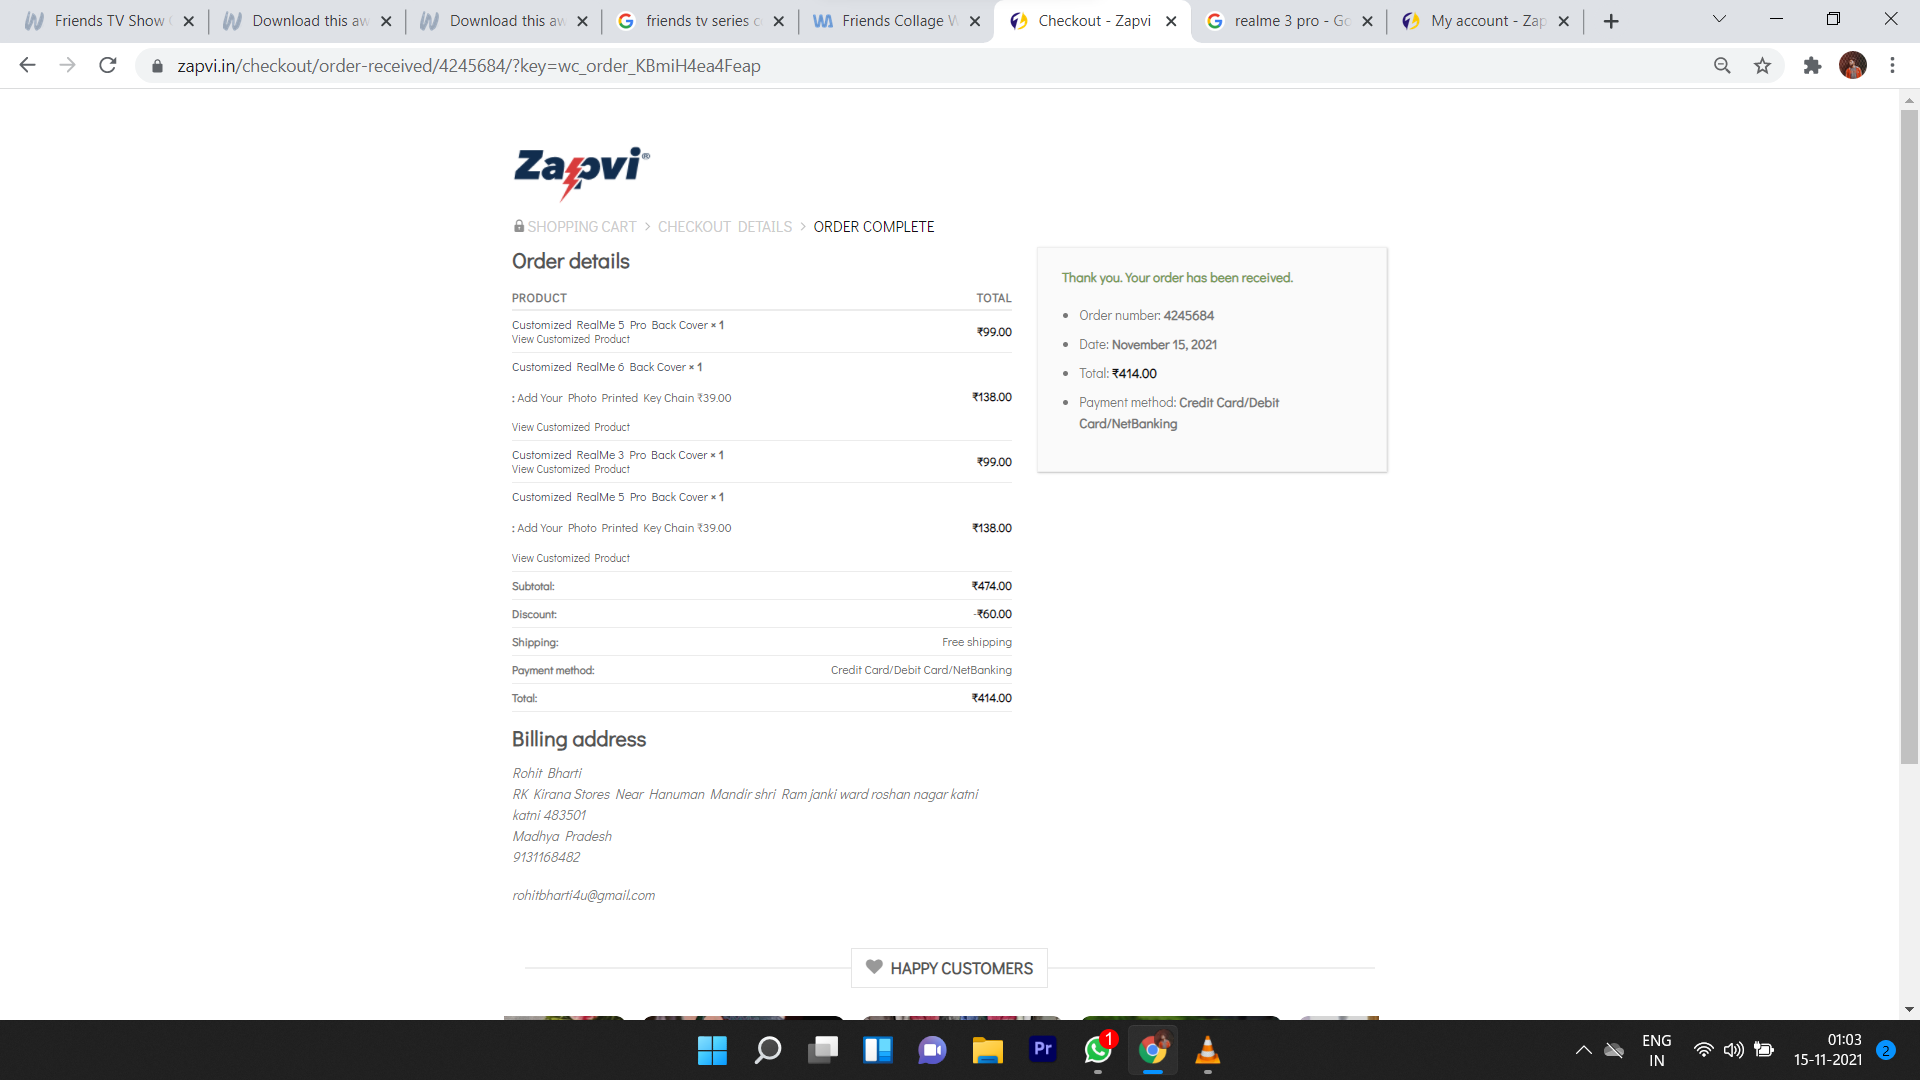 Friends TV Show
Download this aw
Download this aw
friends tv series
Friends Collage
Checkout - Zapvi
realme 3 pro - Go
My account - Zap
zapvi.in/checkout/order-received/4245684/?key=wc_order_KBmiH4ea4Feap
Zapvi®
SHOPPING CART > CHECKOUT DETAILS > ORDER COMPLETE
Order details
PRODUCT TOTAL
Customized RealMe 5 Pro Back Cover × 1
View Customized Product
₹99.00
Customized RealMe 6 Back Cover × 1
: Add Your Photo Printed Key Chain ₹39.00
₹138.00
View Customized Product
Customized RealMe 3 Pro Back Cover × 1
View Customized Product
₹99.00
Customized RealMe 5 Pro Back Cover × 1
: Add Your Photo Printed Key Chain ₹39.00
₹138.00
View Customized Product
Subtotal: ₹474.00
Discount: -₹60.00
Shipping: Free shipping
Payment method: Credit Card/Debit Card/NetBanking
Total: ₹414.00
Thank you. Your order has been received.
Order number: 4245684
Date: November 15, 2021
Total: ₹414.00
Payment method: Credit Card/Debit
Card/NetBanking
Billing address
Rohit Bharti
RK Kirana Stores Near Hanuman Mandir shri Ram janki ward roshan nagar katni
katni 483501
Madhya Pradesh
9131168482
rohitbharti4u@gmail.com
HAPPY CUSTOMERS
Pr
1
ENG
IN
01:03
15-11-2021
2